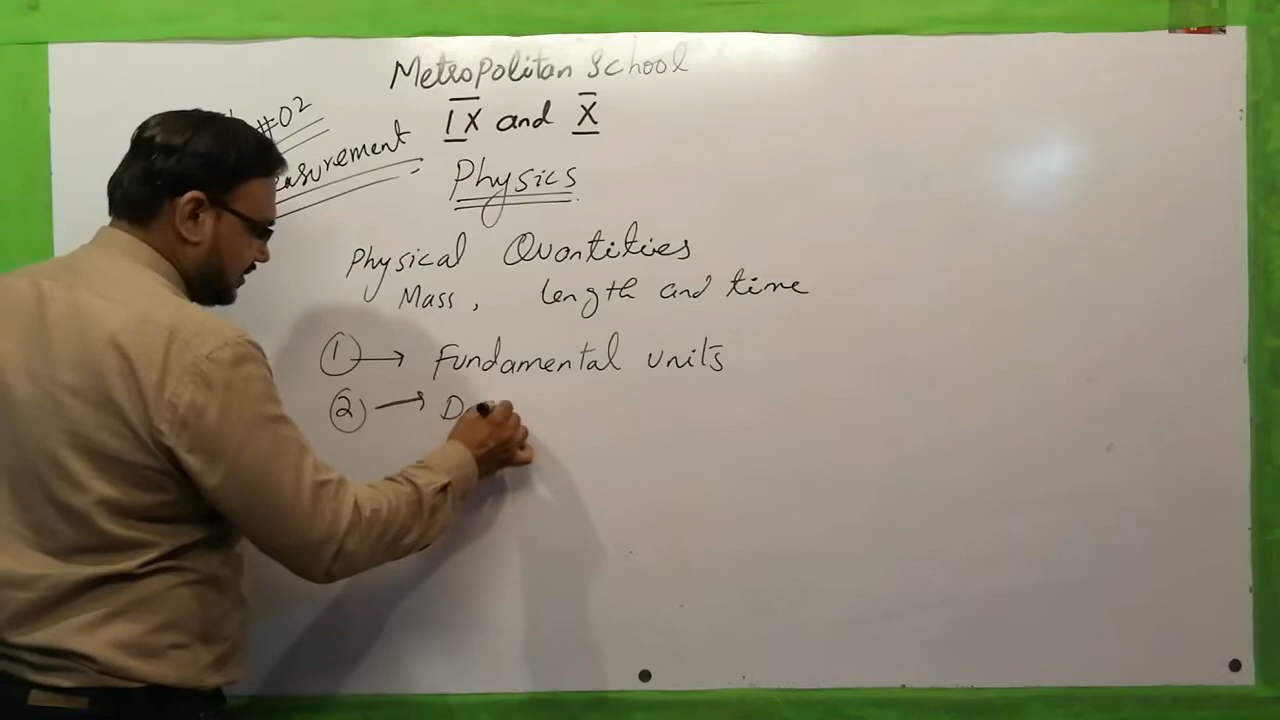 Metropolitan School
#02
IX and X
Physics
Physical Quantities
Mass, length and time
1 → Fundamental units
2 → D